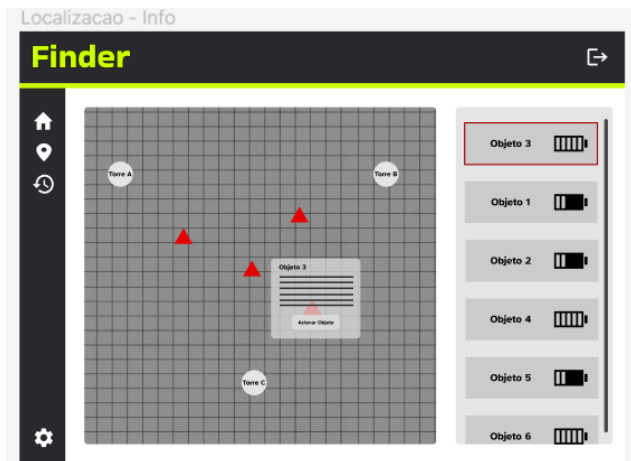 Localizacao - Info
Finder
Torre A
Torre B
Objeto 3
Acionar Objeto
Torre C
Objeto 3
Objeto 1
Objeto 2
Objeto 4
Objeto 5
Objeto 6